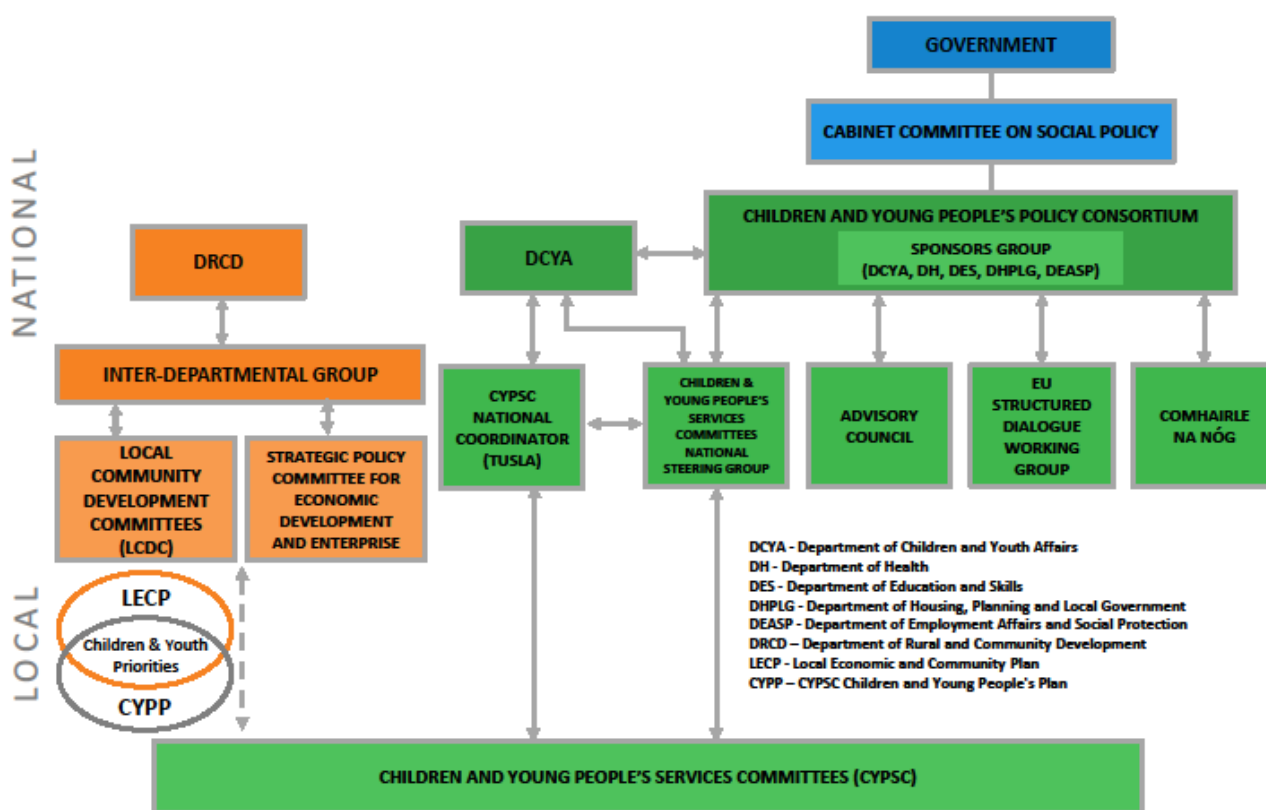 NATIONAL
LOCAL
GOVERNMENT
CABINET COMMITTEE ON SOCIAL POLICY
CHILDREN AND YOUNG PEOPLE'S POLICY CONSORTIUM
SPONSORS GROUP
(DCYA, DH, DES, DHPLG, DEASP)
DRCD
DCYA
INTER-DEPARTMENTAL GROUP
LOCAL
COMMUNITY
DEVELOPMENT
COMMITTEES
(LCDC)
STRATEGIC POLICY
COMMITTEE FOR
ECONOMIC
DEVELOPMENT
AND ENTERPRISE
CYPSC
NATIONAL
COORDINATOR
(TUSLA)
CHILDREN &
YOUNG PEOPLE'S
SERVICES
COMMITTEES
NATIONAL
STEERING GROUP
ADVISORY
COUNCIL
EU
STRUCTURED
DIALOGUE
WORKING
GROUP
COMHAIRLE
NA NÓG
LECP
Children & Youth
Priorities
CYPP
DCYA - Department of Children and Youth Affairs
DH - Department of Health
DES - Department of Education and Skills
DHPLG - Department of Housing, Planning and Local Government
DEASP - Department of Employment Affairs and Social Protection
DRCD – Department of Rural and Community Development
LECP - Local Economic and Community Plan
CYPP – CYPSC Children and Young People's Plan
CHILDREN AND YOUNG PEOPLE'S SERVICES COMMITTEES (CYPSC)